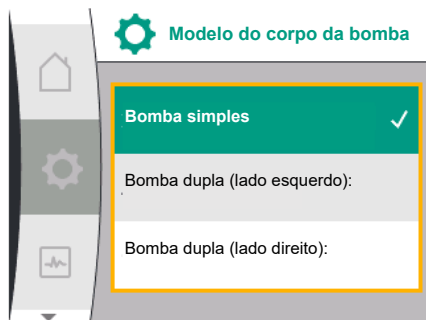 Modelo do corpo da bomba
Bomba simples
Bomba dupla (lado esquerdo):
Bomba dupla (lado direito):